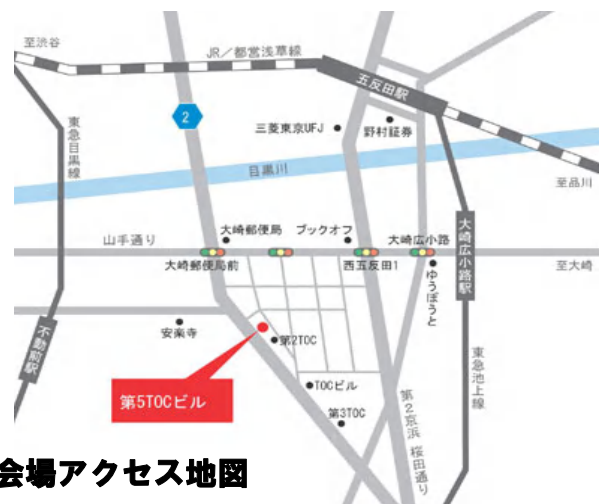 至渋谷
JR/都営浅草線
五反田駅
2
三菱東京UFJ
野村証券
東急目黒線
目黒川
至品川
大崎郵便局
ブックオフ
大崎広小路
山手通り
大崎郵便局前
西五反田1
ゆうぽうと
大崎広小路駅
至大崎
安楽寺
第2TOC
不動前駅
TOCビル
東急池上線
第5TOCビル
第3TOC
第2京浜 桜田通り
会場アクセス地図